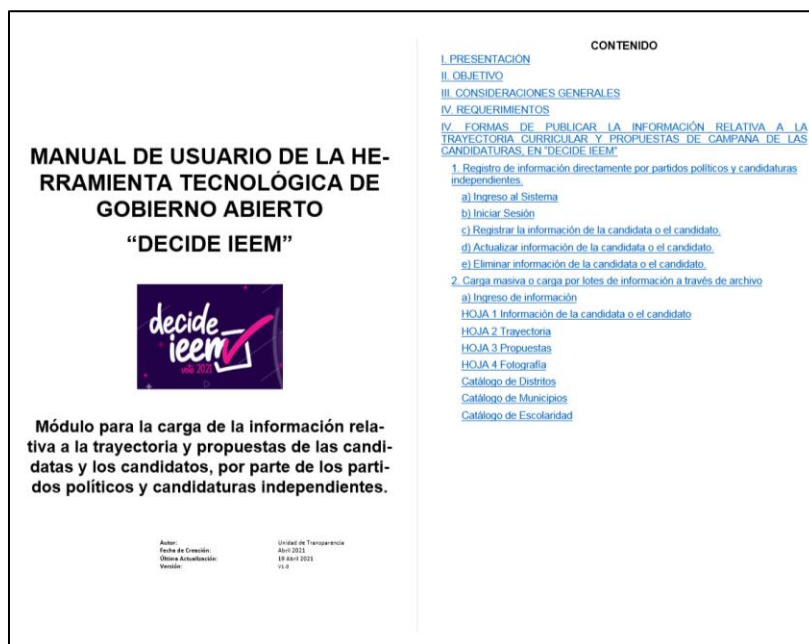 MANUAL DE USUARIO DE LA HE-
RRAMIENTA TECNOLÓGICA DE
GOBIERNO ABIERTO
“DECIDE IEEM”
decide
ieem
vota 2021
Módulo para la carga de la información rela-
tiva a la trayectoria y propuestas de las candi-
datas y los candidatos, por parte de los parti-
dos políticos y candidaturas independientes.
Autor: Unidad de Transparencia
Fecha de Creación: Abril 2021
Última Actualización: 19 Abril 2021
Versión: V1.0
CONTENIDO
I. PRESENTACIÓN
II. OBJETIVO
III. CONSIDERACIONES GENERALES
IV. REQUERIMIENTOS
IV. FORMAS DE PUBLICAR LA INFORMACIÓN RELATIVA A LA
TRAYECTORIA CURRICULAR Y PROPUESTAS DE CAMPAÑA DE LAS
CANDIDATURAS, EN "DECIDE IEEM"
1. Registro de información directamente por partidos políticos y candidaturas
independientes.
a) Ingreso al Sistema
b) Iniciar Sesión
c) Registrar la información de la candidata o el candidato.
d) Actualizar información de la candidata o el candidato.
e) Eliminar información de la candidata o el candidato.
2. Carga masiva o carga por lotes de información a través de archivo
a) Ingreso de información
HOJA 1 Información de la candidata o el candidato
HOJA 2 Trayectoria
HOJA 3 Propuestas
HOJA 4 Fotografía
Catálogo de Distritos
Catálogo de Municipios
Catálogo de Escolaridad